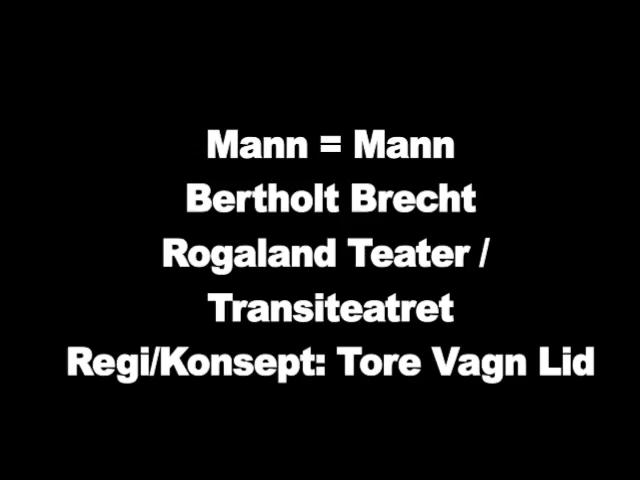 Mann = Mann
Bertholt Brecht
Rogaland Teater /
Transiteatret
Regi/Konsept: Tore Vagn Lid